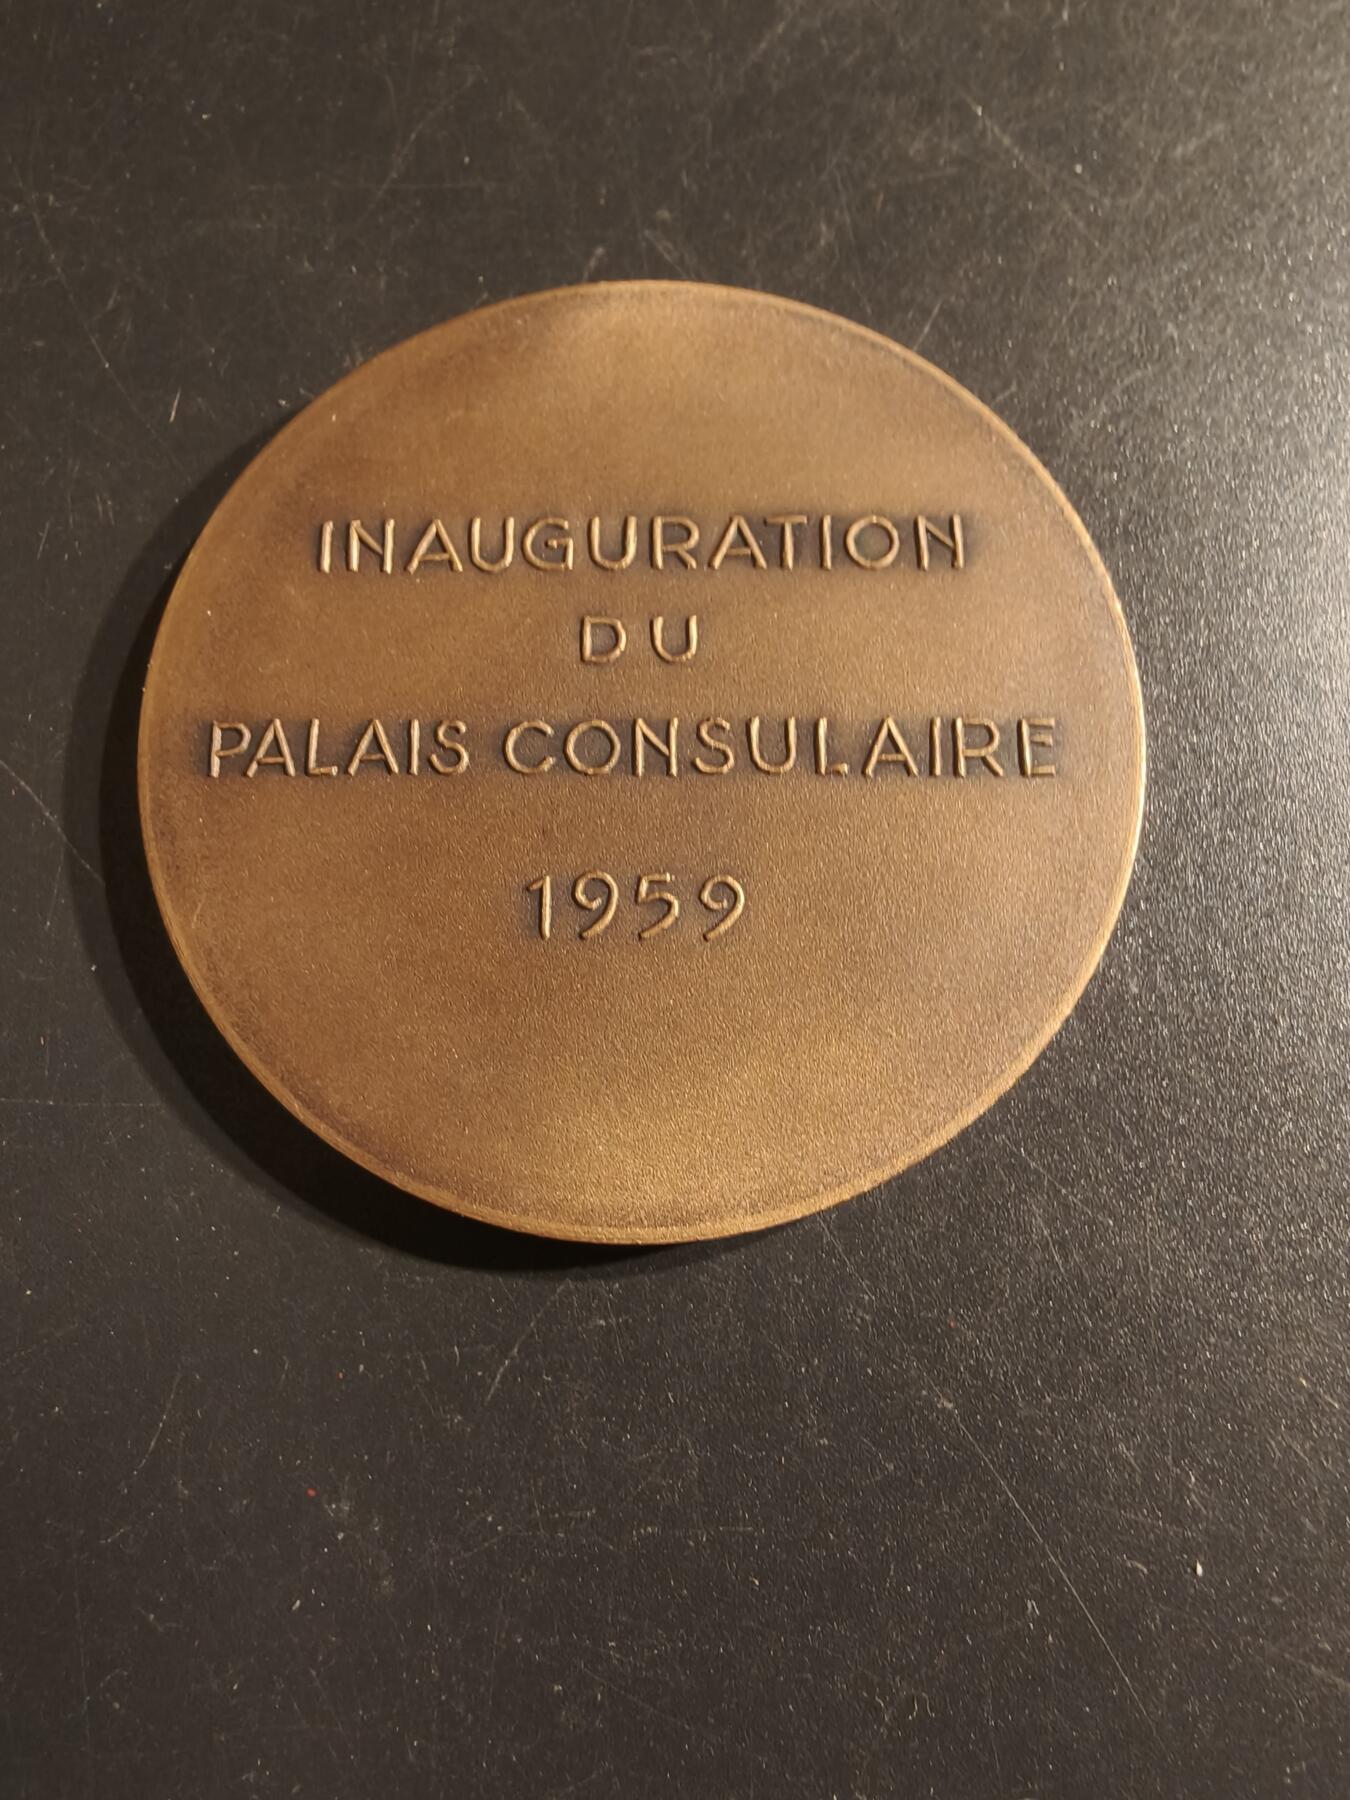 INAUGURATION
DU
PALAIS CONSULAIRE
1959